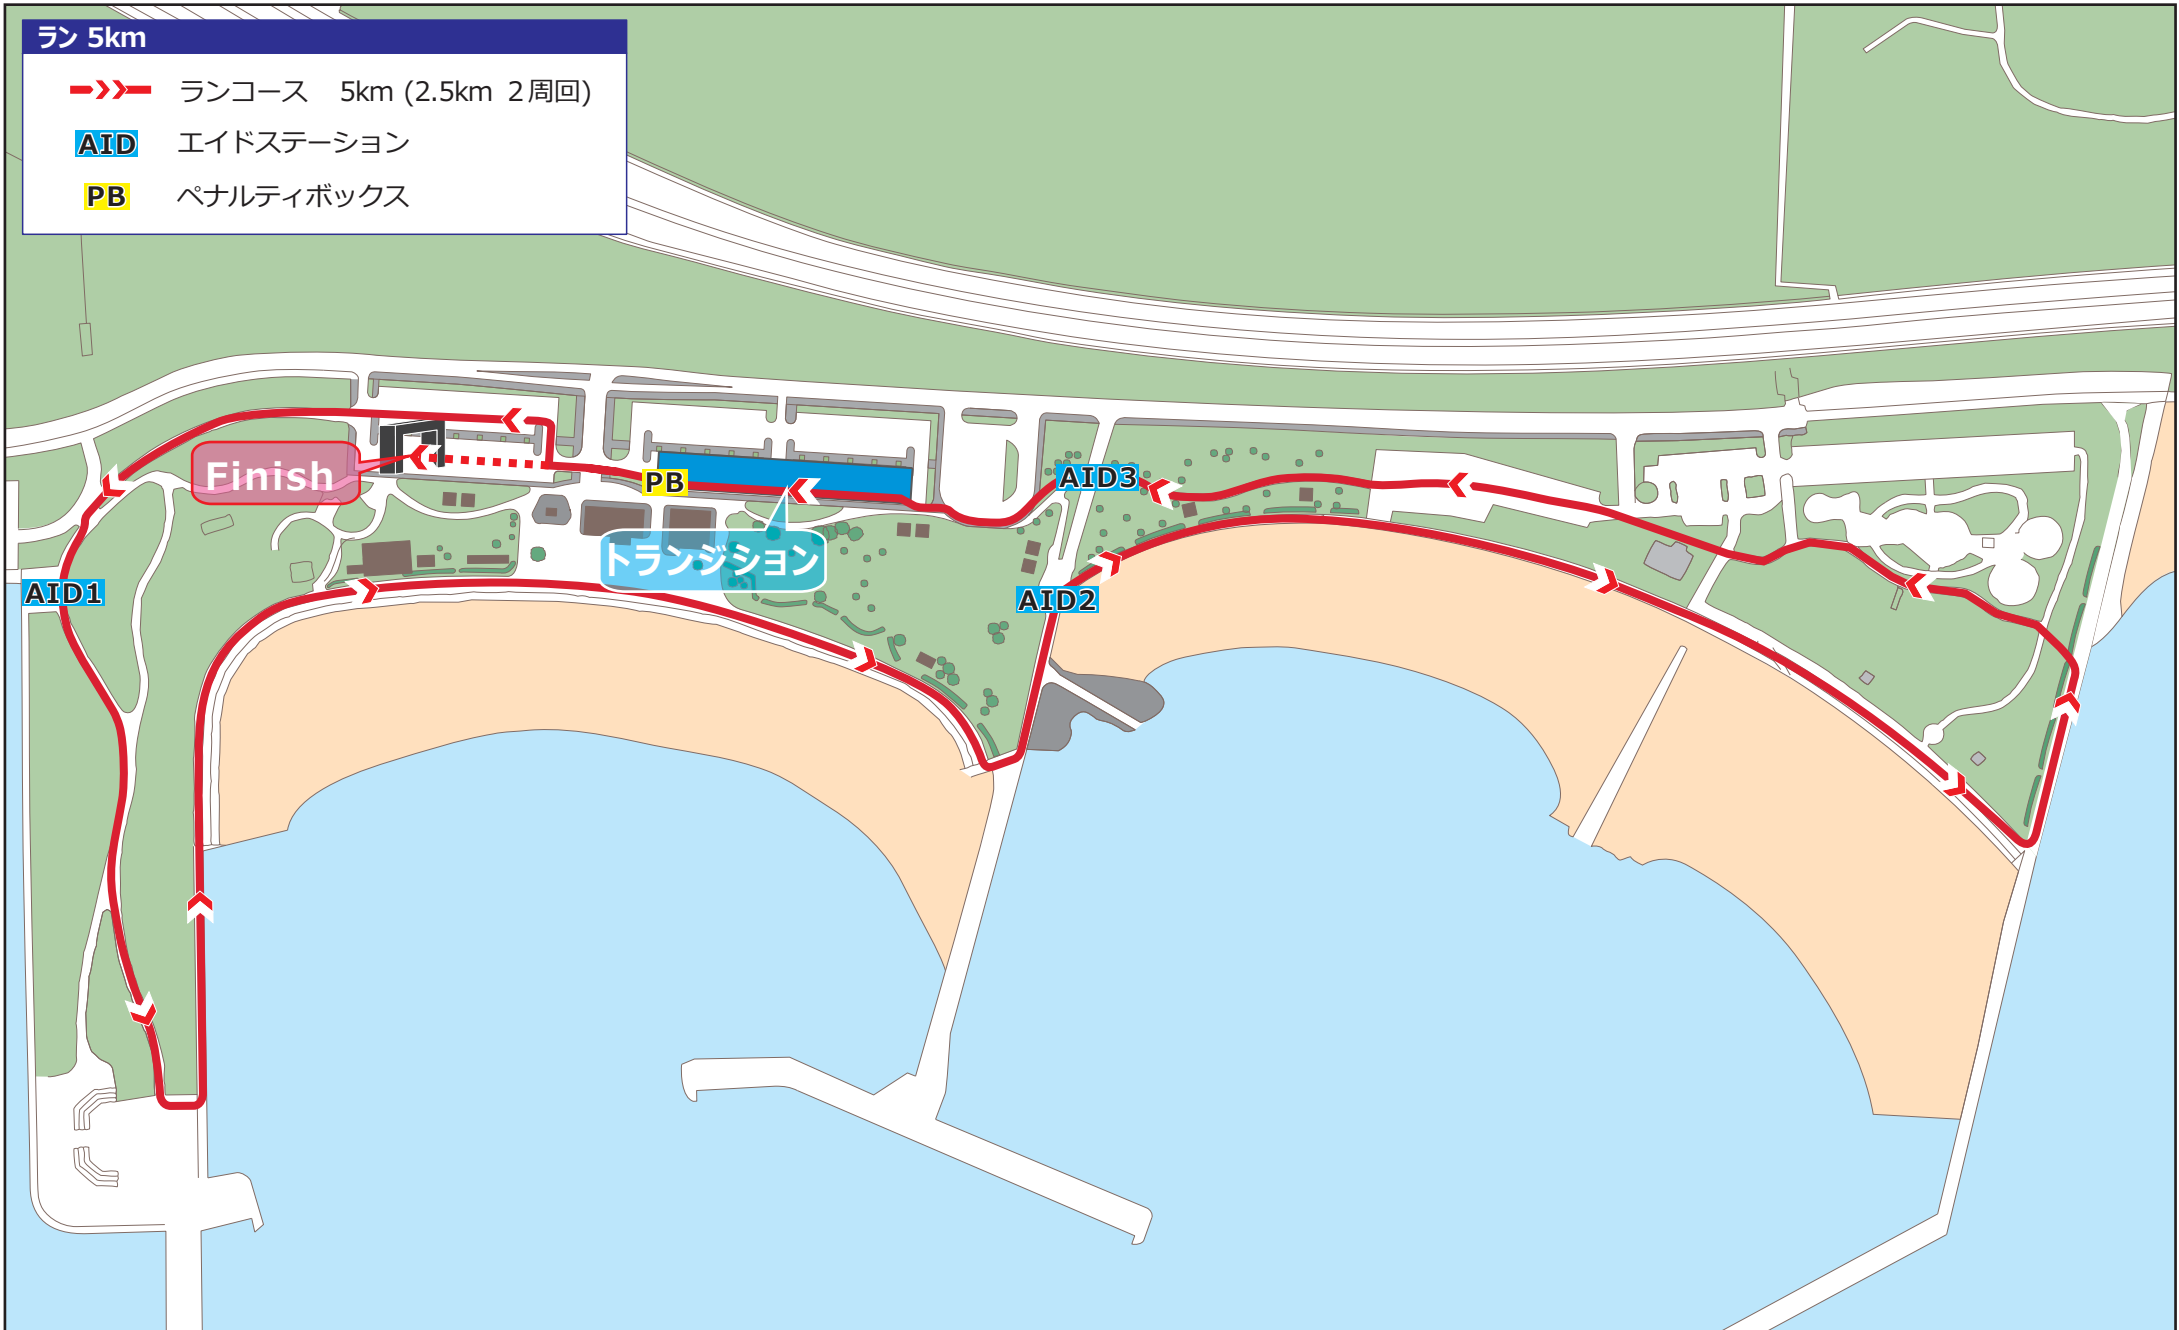 ラン 5km
ランコース 5km (2.5km 2周回)
AID エイドステーション
PB ペナルティボックス
Finish
PB
AID3
トランジション
AID1
AID2